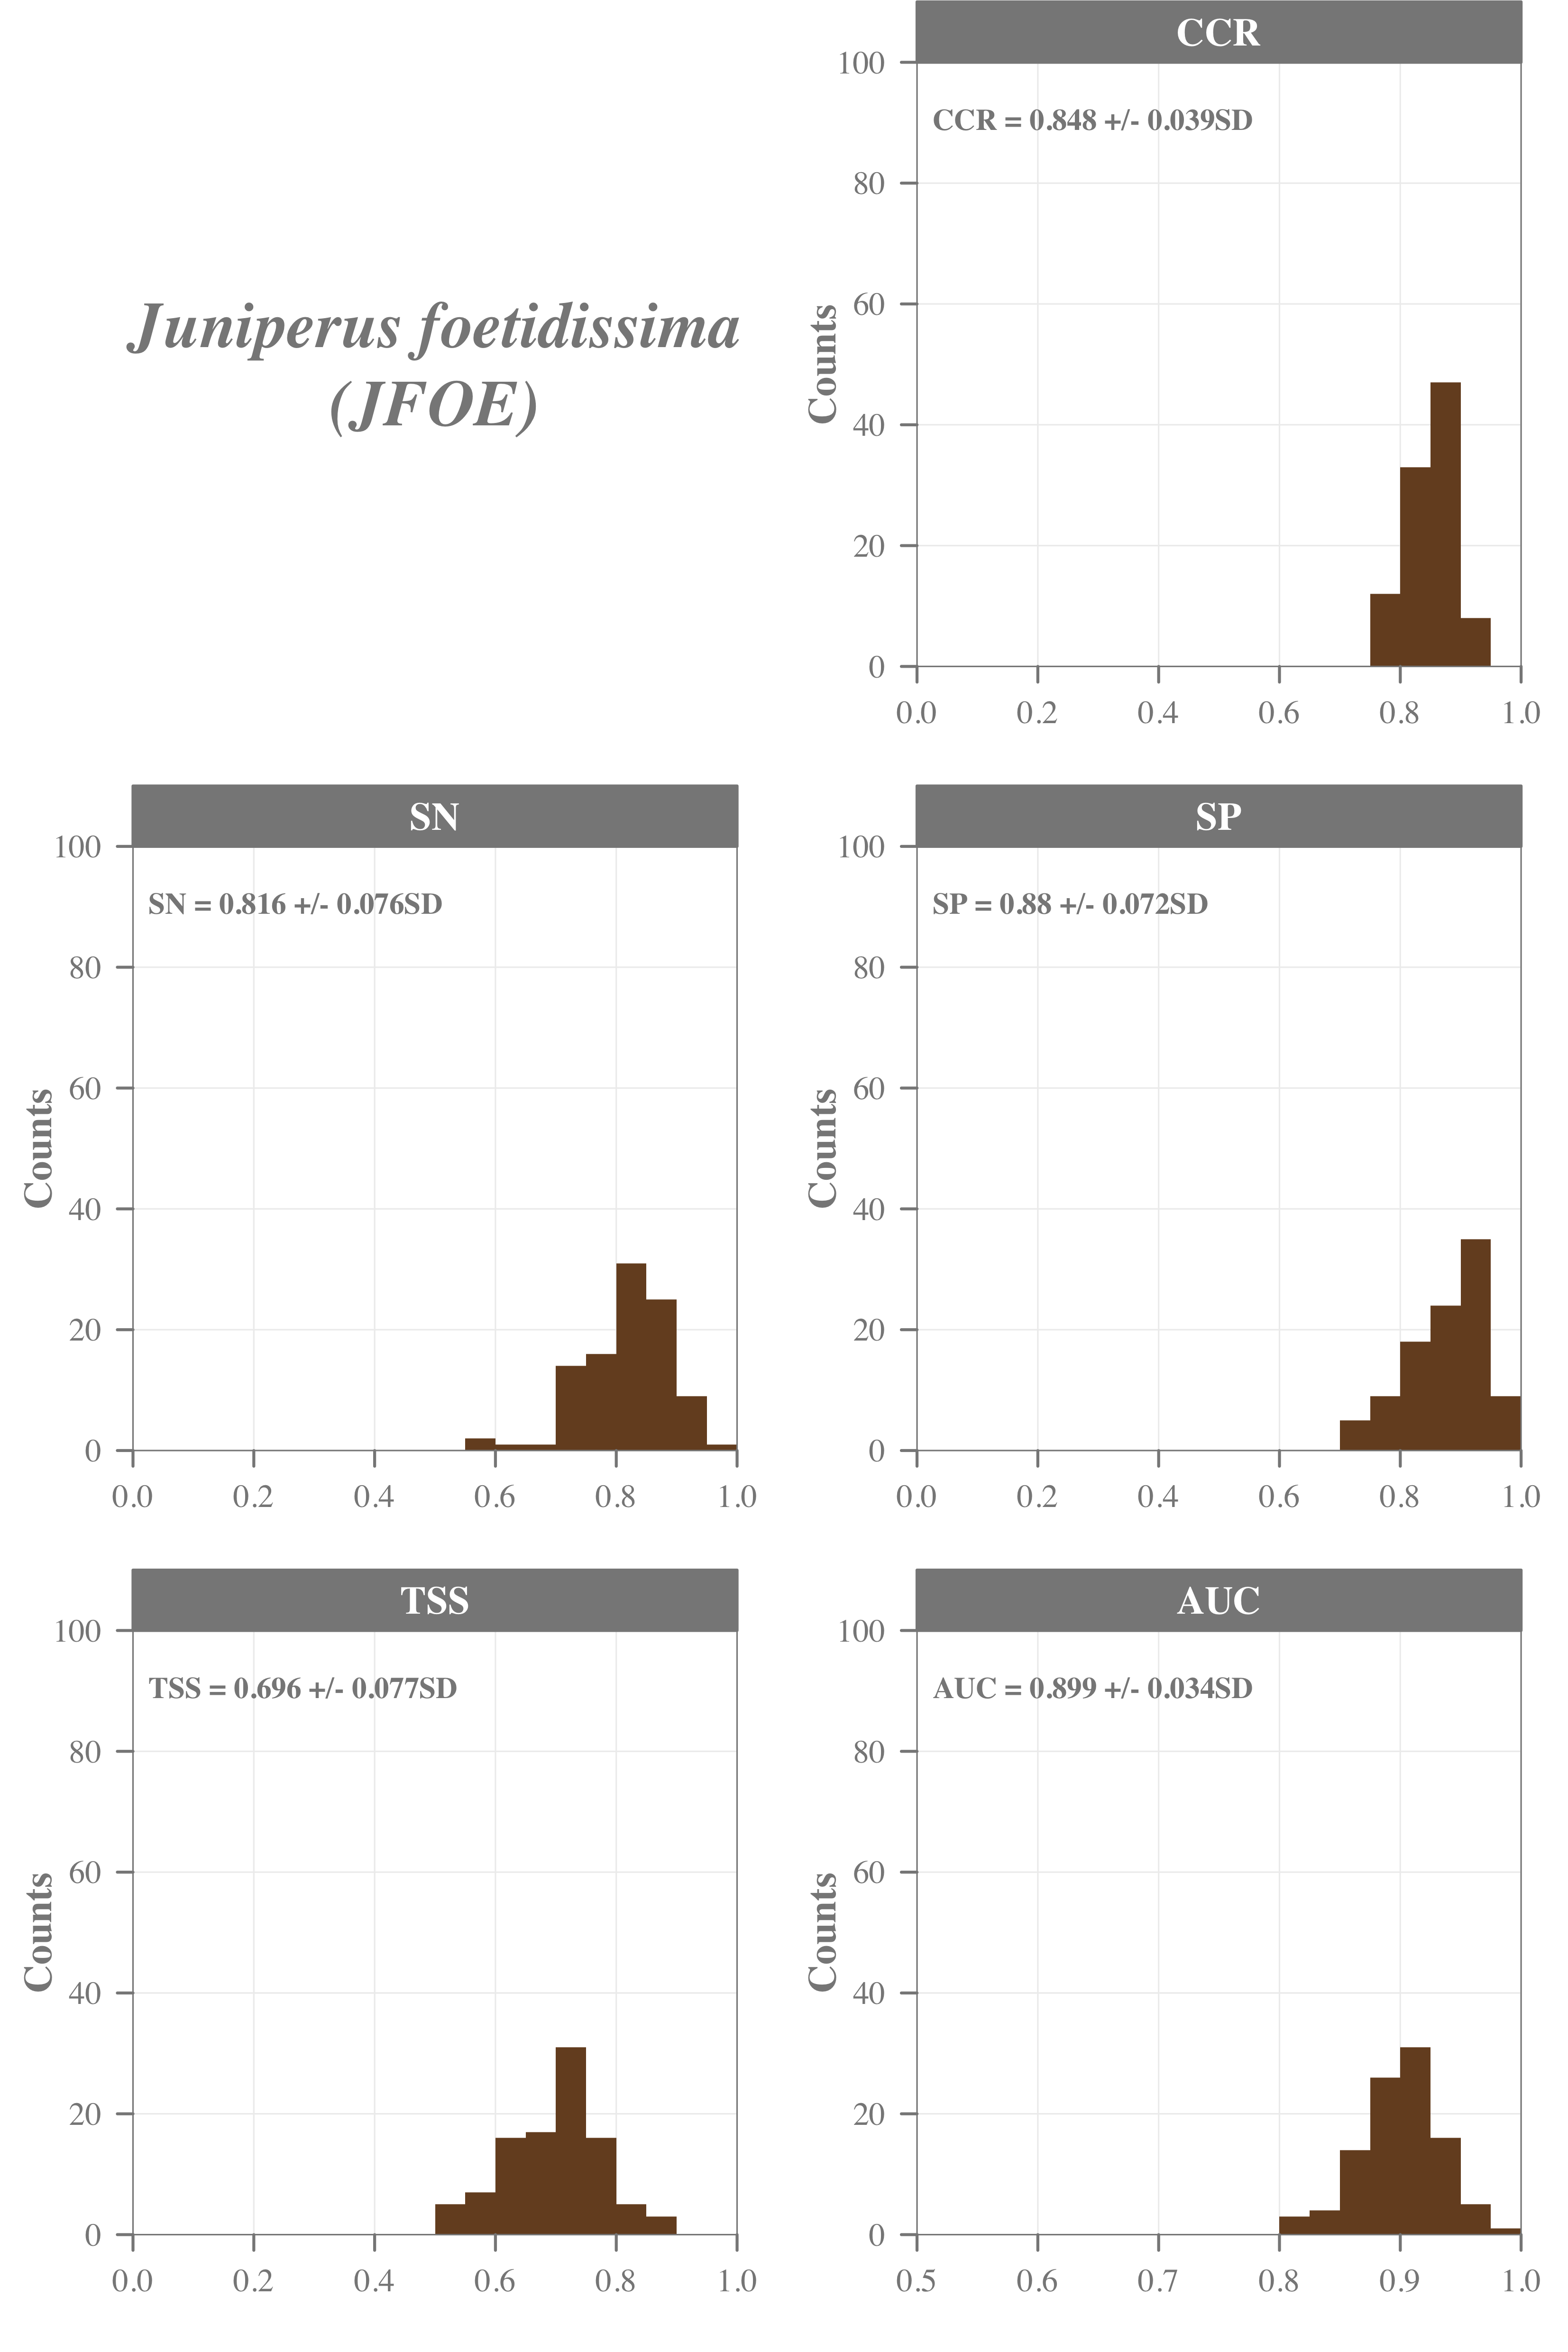 Juniperus foetidissima
(JFOE)
CCR
CCR = 0.848 +/- 0.039SD
Counts
100
80
60
40
20
0
0.0 0.2 0.4 0.6 0.8 1.0
SN
SN = 0.816 +/- 0.076SD
Counts
100
80
60
40
20
0
0.0 0.2 0.4 0.6 0.8 1.0
SP
SP = 0.88 +/- 0.072SD
Counts
100
80
60
40
20
0
0.0 0.2 0.4 0.6 0.8 1.0
TSS
TSS = 0.696 +/- 0.077SD
Counts
100
80
60
40
20
0
0.0 0.2 0.4 0.6 0.8 1.0
AUC
AUC = 0.899 +/- 0.034SD
Counts
100
80
60
40
20
0
0.5 0.6 0.7 0.8 0.9 1.0